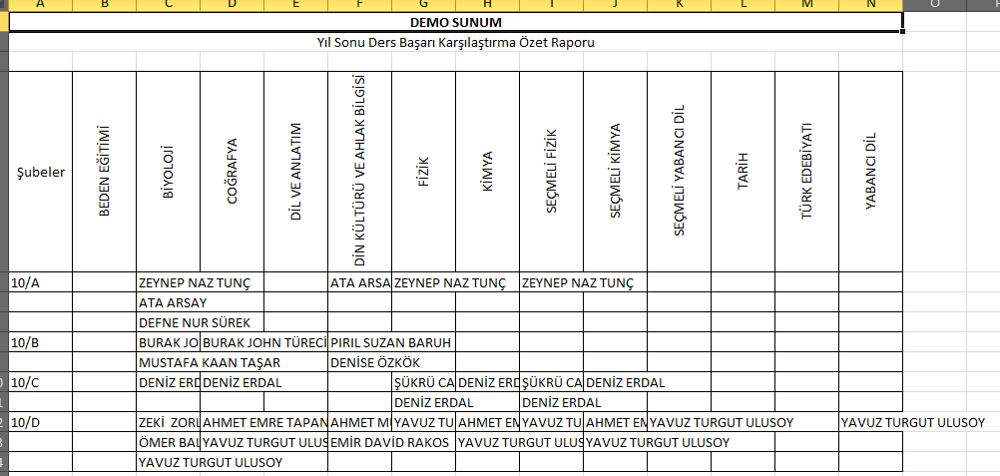 A B C D E F G H I J K L M N O
DEMO SUNUM
Yıl Sonu Ders Başarı Karşılaştırma Özet Raporu
Şubeler BEDEN EĞİTİMİ BİYOLOJİ COĞRAFYA DİL VE ANLATIM DİN KÜLTÜRÜ VE AHLAK BİLGİSİ FİZİK KİMYA SEÇMELİ FİZİK SEÇMELİ KİMYA SEÇMELİ YABANCI DİL TARİH TÜRK EDEBİYATI YABANCI DİL
10/A ZEYNEP NAZ TUNÇ ATA ARSA ZEYNEP NAZ TUNÇ ZEYNEP NAZ TUNÇ
ATA ARSAY
DEFNE NUR SÜREK
10/B BURAK JO BURAK JOHN TÜRECİ PIRIL SUZAN BARUH
MUSTAFA KAAN TAŞAR DENİSE ÖZKÖK
10/C DENİZ ERD DENİZ ERDAL ŞÜKRÜ CA DENİZ ERD ŞÜKRÜ CA DENİZ ERDAL
DENİZ ERDAL DENİZ ERDAL
10/D ZEKİ ZORL AHMET EMRE TAPAN AHMET MU YAVUZ TU AHMET EM YAVUZ TU AHMET EM YAVUZ TURGUT ULUSOY YAVUZ TURGUT ULUSOY
ÖMER BAL YAVUZ TURGUT ULUS EMİR DAVİD RAKOS YAVUZ TURGUT ULUS YAVUZ TURGUT ULUSOY
YAVUZ TURGUT ULUSOY